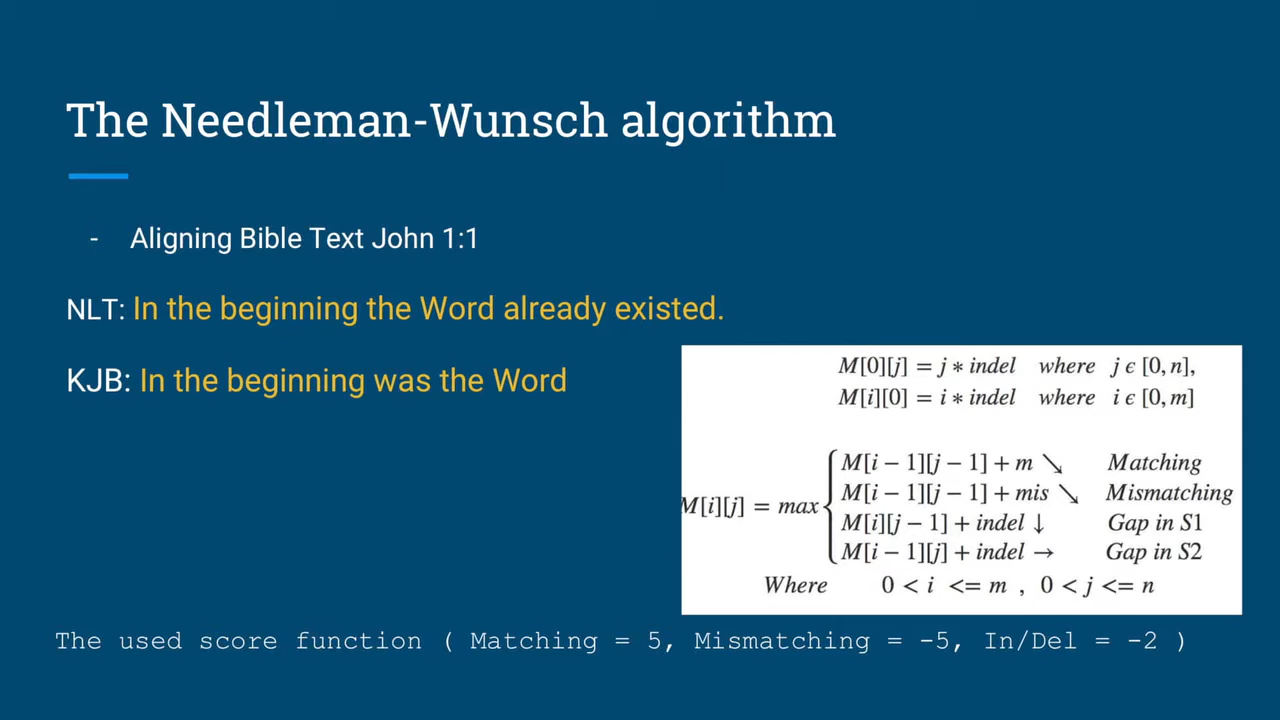 The Needleman-Wunsch algorithm
- Aligning Bible Text John 1:1
NLT: In the beginning the Word already existed.
KJB: In the beginning was the Word
M[0][j] = j ∗ indel where j ϵ [0, n],
M[i][0] = i ∗ indel where i ϵ [0, m]
M[i − 1][j − 1] + m ↘ Matching
M[i − 1][j − 1] + mis ↘ Mismatching
M[i][j] = max
M[i][j − 1] + indel ↓ Gap in S1
M[i − 1][j] + indel → Gap in S2
Where 0 < i <= m , 0 < j <= n
The used score function ( Matching = 5, Mismatching = -5, In/Del = -2 )